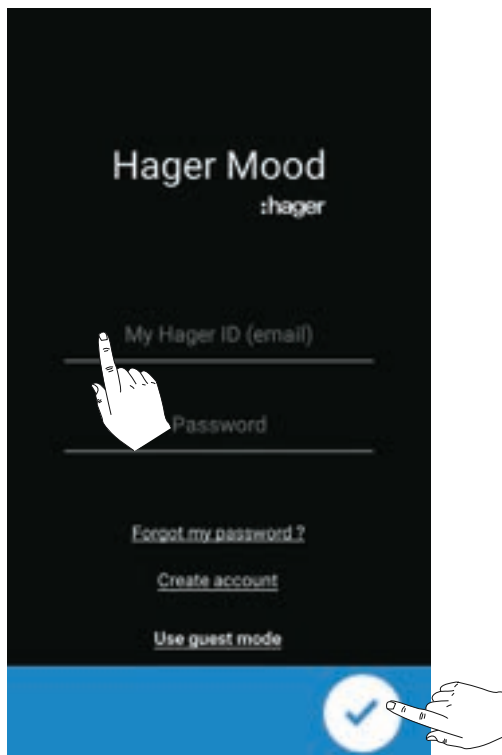 Hager Mood
:hager
My Hager ID (email)
Password
Forgot my password ?
Create account
Use guest mode